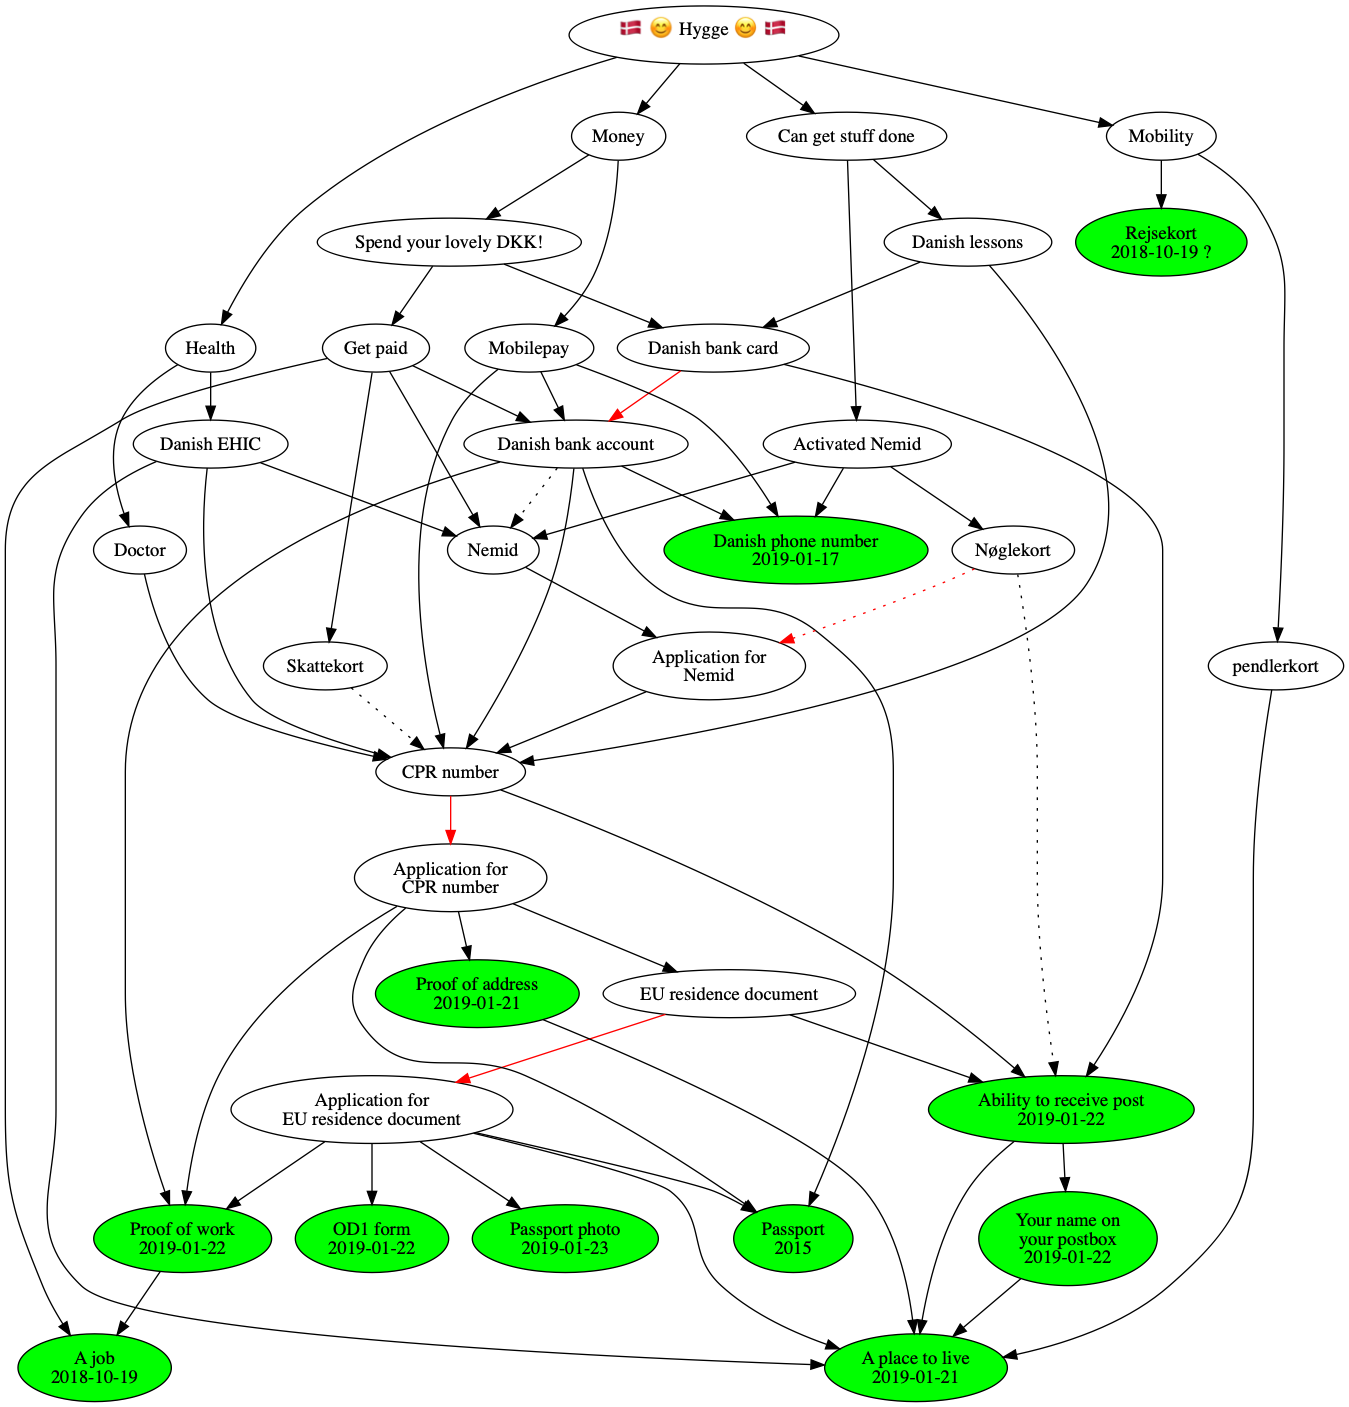 🇩🇰 😊 Hygge 😊 🇩🇰
Money
Can get stuff done
Mobility
Spend your lovely DKK!
Danish lessons
Rejsekort
2018-10-19 ?
Health
Get paid
Mobilepay
Danish bank card
Danish EHIC
Danish bank account
Activated Nemid
Doctor
Nemid
Danish phone number
2019-01-17
Nøglekort
Skattekort
Application for
Nemid
pendlerkort
CPR number
Application for
CPR number
Proof of address
2019-01-21
EU residence document
Application for
EU residence document
Ability to receive post
2019-01-22
Proof of work
2019-01-22
OD1 form
2019-01-22
Passport photo
2019-01-23
Passport
2015
Your name on
your postbox
2019-01-22
A job
2018-10-19
A place to live
2019-01-21